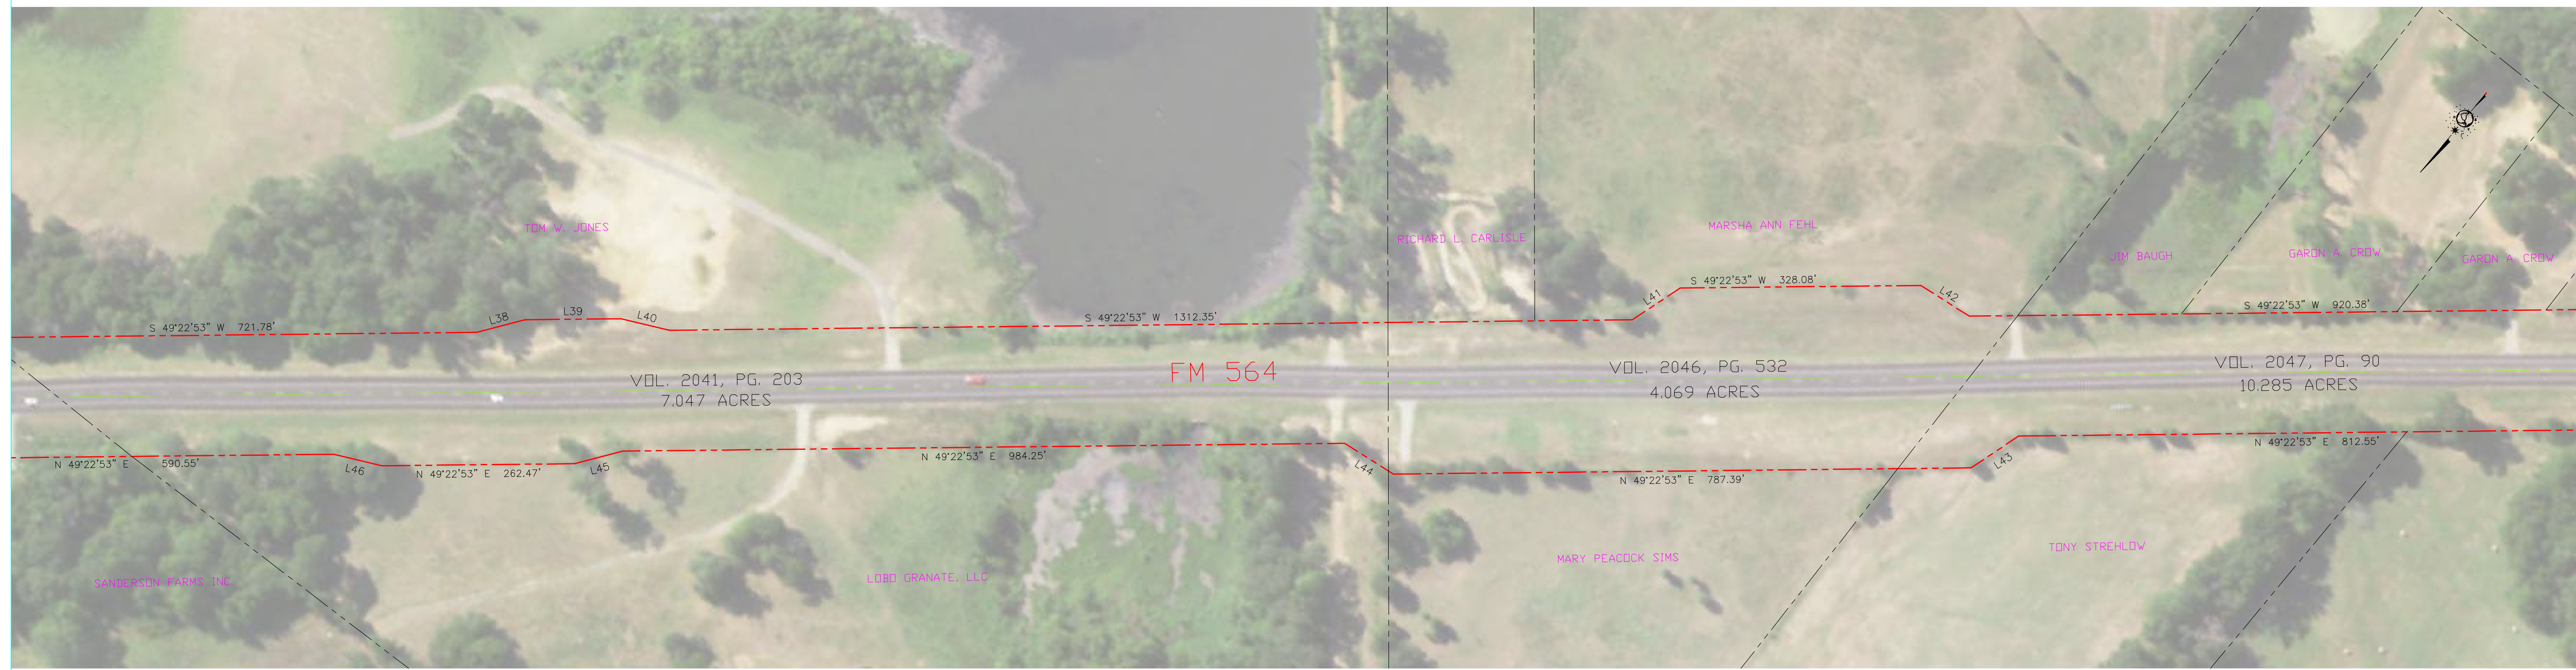 TOM W. JONES
RICHARD L. CARLISLE
MARSHA ANN FEHL
JIM BAUGH
GARON A. CROW
GARON A. CROW
S 49°22'53" W 721.78'
L38
L39
L40
S 49°22'53" W 1312.35'
L41
S 49°22'53" W 328.08'
L42
S 49°22'53" W 920.38'
VOL. 2041, PG. 203
7.047 ACRES
FM 564
VOL. 2046, PG. 532
4.069 ACRES
VOL. 2047, PG. 90
10.285 ACRES
N 49°22'53" E 590.55'
L46
N 49°22'53" E 262.47'
L45
N 49°22'53" E 984.25'
L44
N 49°22'53" E 787.39'
L43
N 49°22'53" E 812.55'
SANDERSON FARMS INC
LOBO GRANATE, LLC
MARY PEACOCK SIMS
TONY STREHLOW